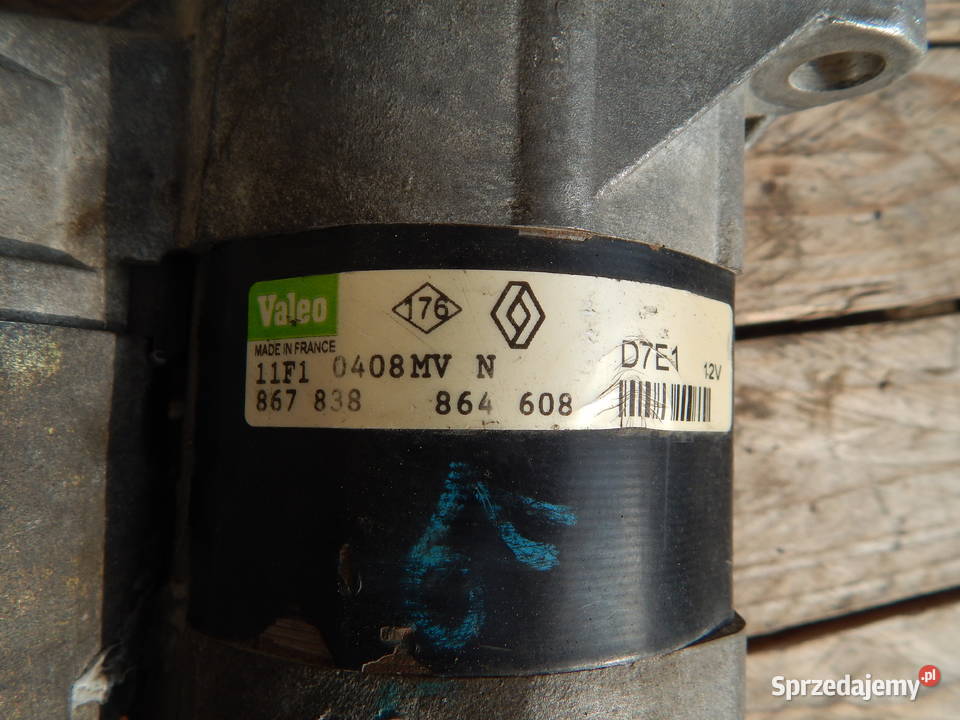 Valeo
176
MADE IN FRANCE
11F1 0408MV N
D7E1 12V
867 838 864 608
Sprzedajemy.pl